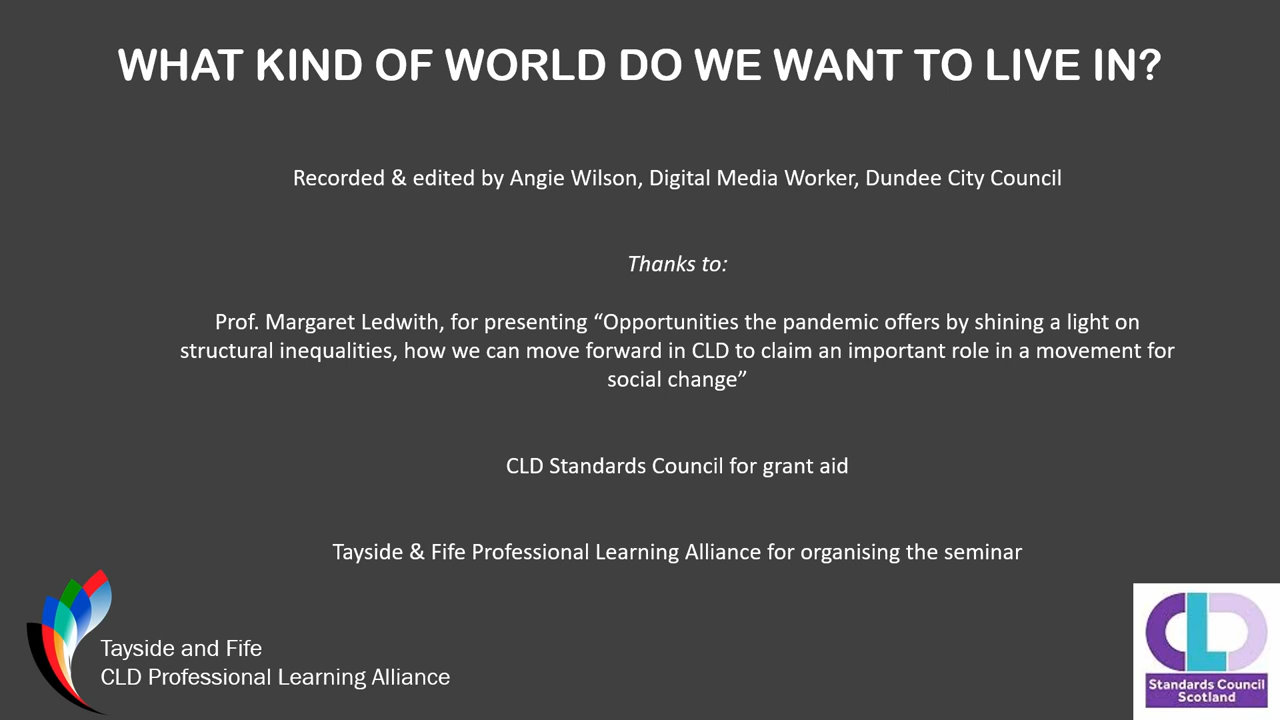 WHAT KIND OF WORLD DO WE WANT TO LIVE IN?
Recorded & edited by Angie Wilson, Digital Media Worker, Dundee City Council
Thanks to:
Prof. Margaret Ledwith, for presenting “Opportunities the pandemic offers by shining a light on
structural inequalities, how we can move forward in CLD to claim an important role in a movement for
social change”
CLD Standards Council for grant aid
Tayside & Fife Professional Learning Alliance for organising the seminar
Tayside and Fife
CLD Professional Learning Alliance
CLD
Standards Council
Scotland